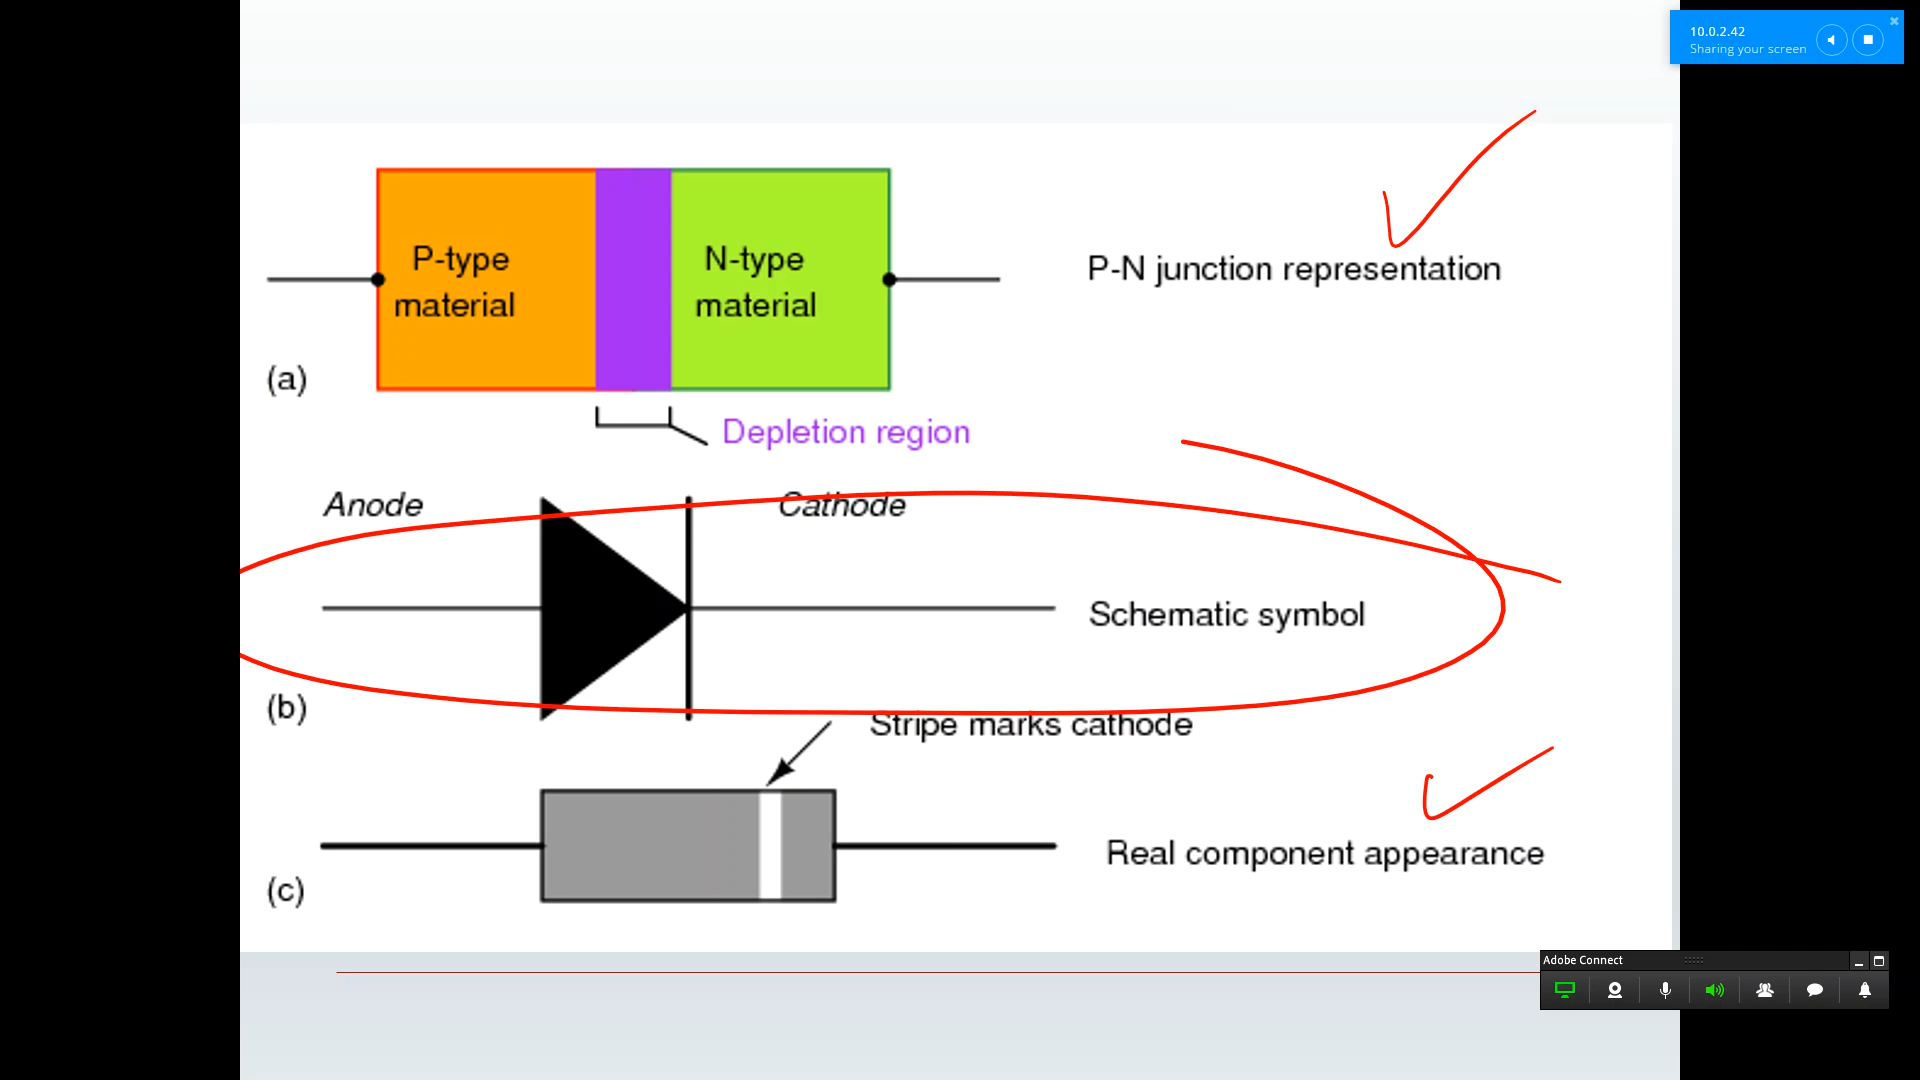 10.0.2.42
Sharing your screen
P-type
material
N-type
material
P-N junction representation
(a)
Depletion region
Anode
Cathode
Schematic symbol
(b)
Stripe marks cathode
Real component appearance
(c)
Adobe Connect